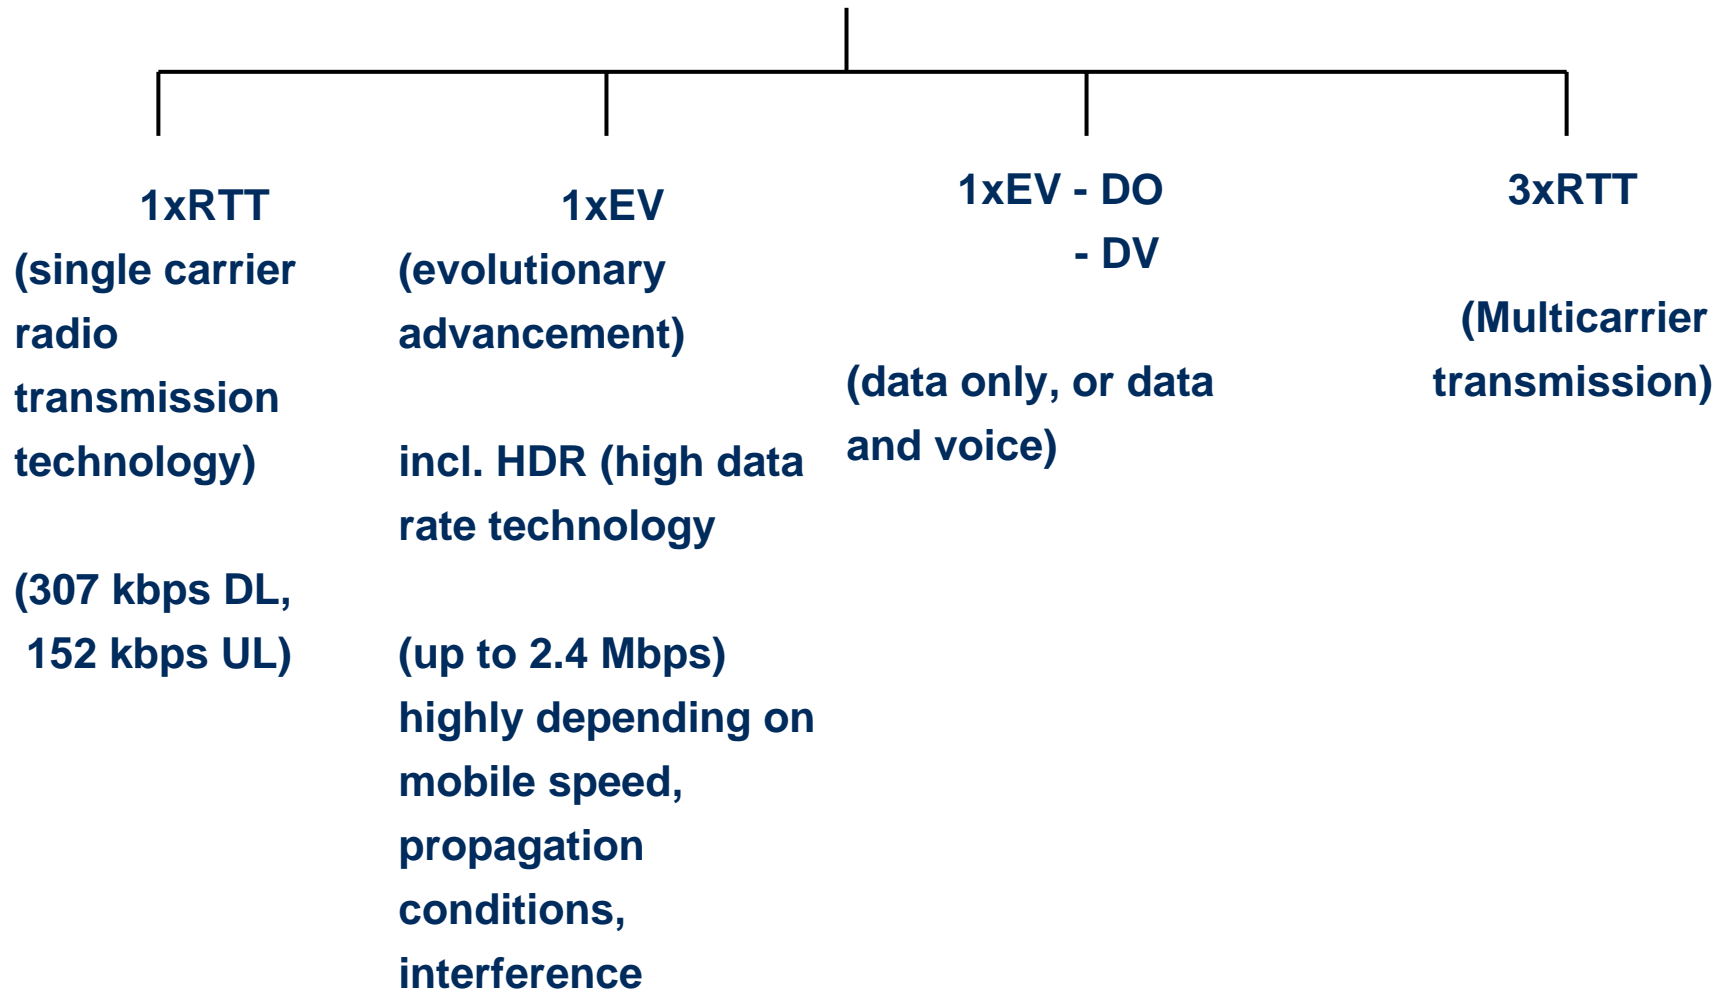 1xRTT
(single carrier
radio
transmission
technology)
(307 kbps DL,
152 kbps UL)
1xEV
(evolutionary
advancement)
incl. HDR (high data
rate technology
(up to 2.4 Mbps)
highly depending on
mobile speed,
propagation
conditions,
interference
1xEV - DO
- DV
(data only, or data
and voice)
3xRTT
(Multicarrier
transmission)